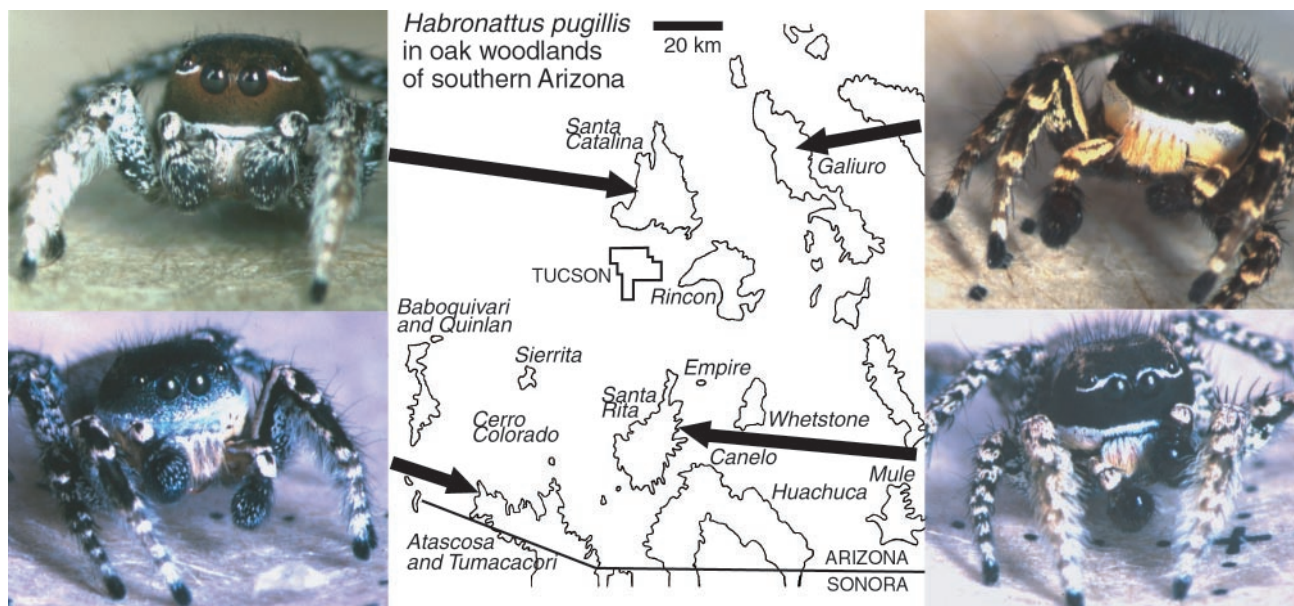 Habronattus pugillis
in oak woodlands
of southern Arizona
20 km
Santa
Catalina
Galiuro
TUCSON
Rincon
Baboquivari
and Quinlan
Sierrita
Empire
Santa
Rita
Cerro
Colorado
Whetstone
Canelo
Mule
Huachuca
Atascosa
and Tumacacori
ARIZONA
SONORA